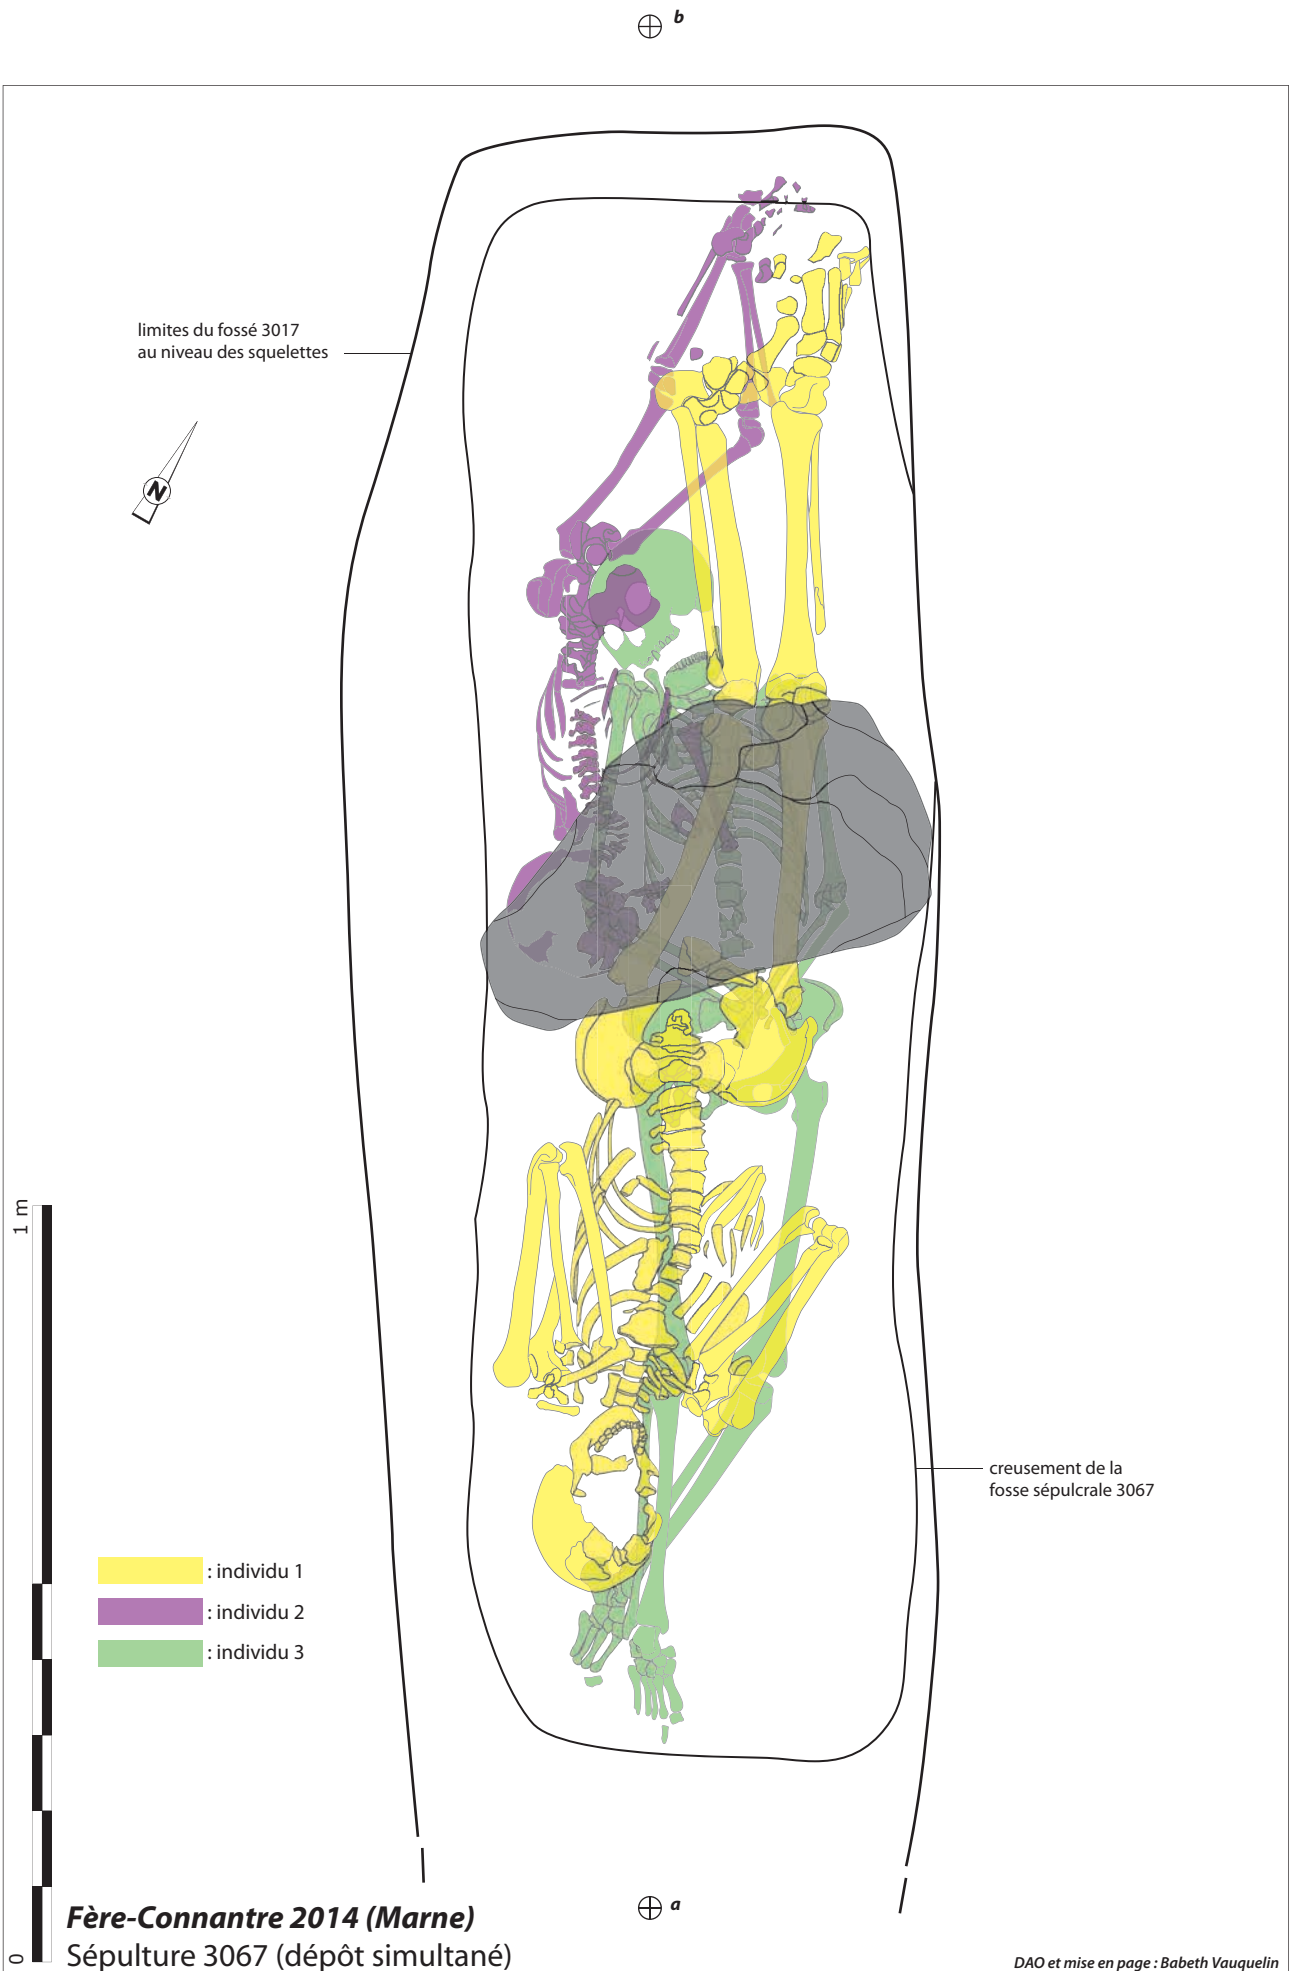 b
limites du fossé 3017
au niveau des squelettes
N
1 m
creusement de la
fosse sépulcrale 3067
: individu 1
: individu 2
: individu 3
a
Fère-Connantre 2014 (Marne)
0
Sépulture 3067 (dépôt simultané)
DAO et mise en page : Babeth Vauquelin